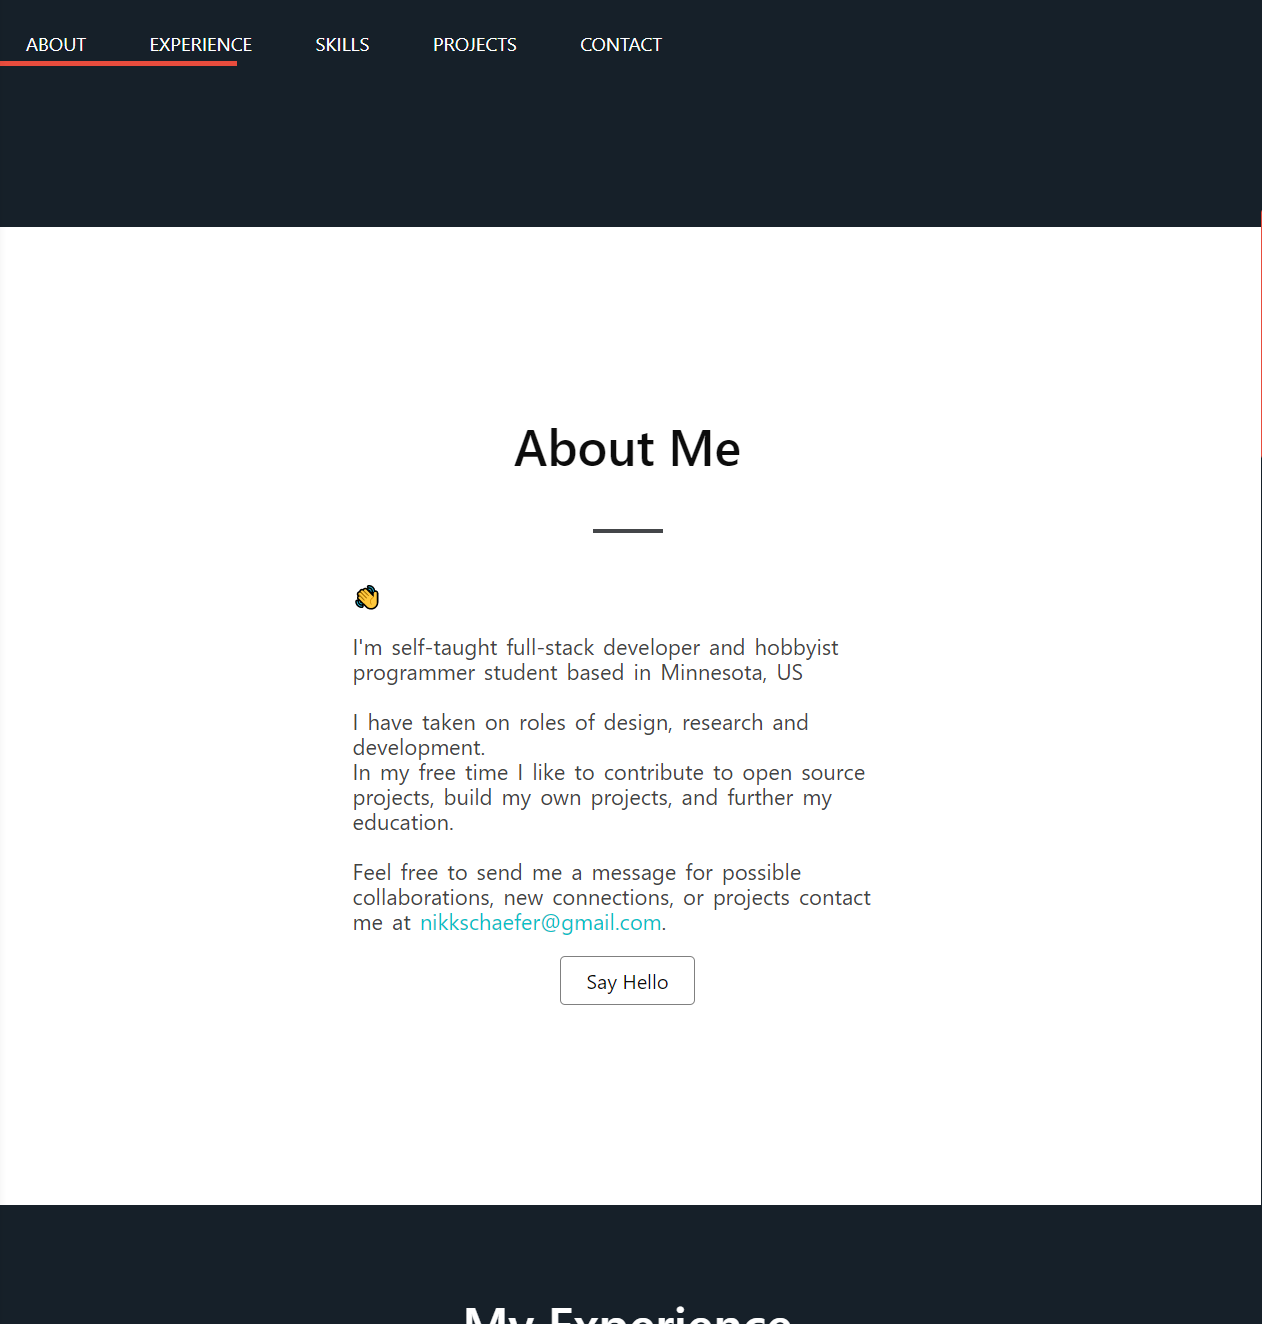 ABOUT EXPERIENCE SKILLS PROJECTS CONTACT
About Me
I'm self-taught full-stack developer and hobbyist
programmer student based in Minnesota, US
I have taken on roles of design, research and
development.
In my free time I like to contribute to open source
projects, build my own projects, and further my
education.
Feel free to send me a message for possible
collaborations, new connections, or projects contact
me at nikkschaefer@gmail.com.
Say Hello
My Experience